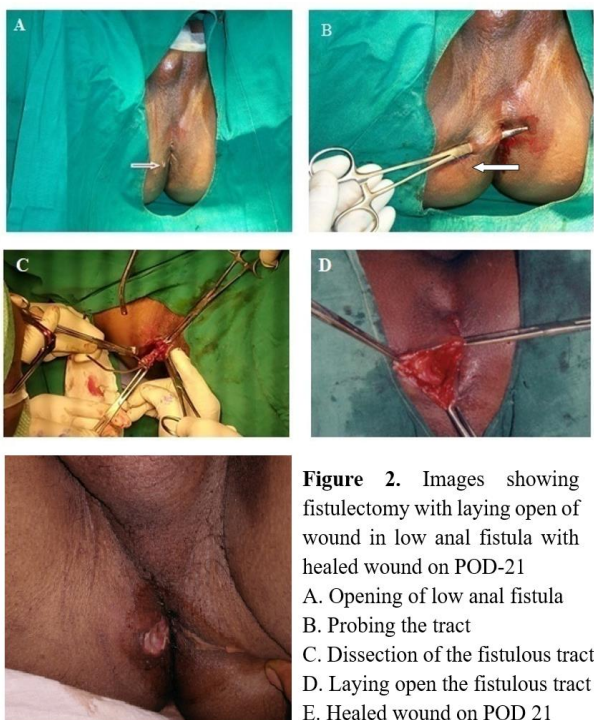 A
B
C
D
Figure 2. Images showing
fistulectomy with laying open of
wound in low anal fistula with
healed wound on POD-21
A. Opening of low anal fistula
B. Probing the tract
C. Dissection of the fistulous tract
D. Laying open the fistulous tract
E. Healed wound on POD 21